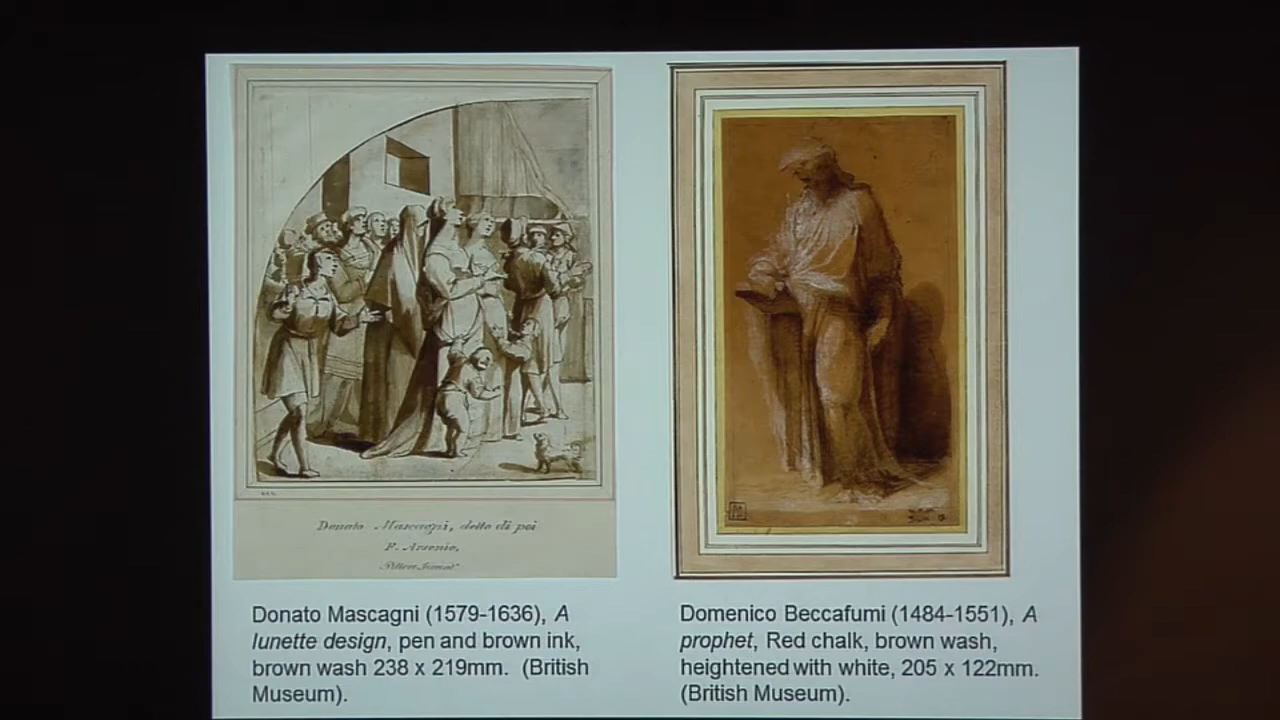 Donato Mascagni, detto di poi
F. Arsenio,
Donato Mascagni (1579-1636), A
lunette design, pen and brown ink,
brown wash 238 x 219mm. (British
Museum).
Domenico Beccafumi (1484-1551), A
prophet, Red chalk, brown wash,
heightened with white, 205 x 122mm.
(British Museum).